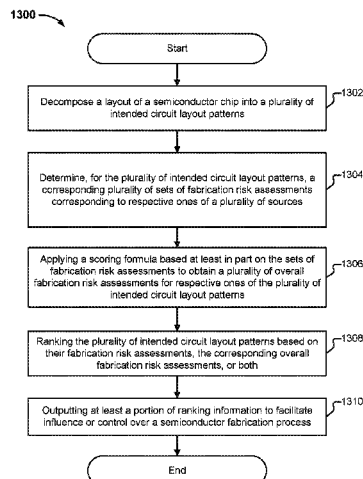 1300
Start
Decompose a layout of a semiconductor chip into a plurality of
intended circuit layout patterns
1302
Determine, for the plurality of intended circuit layout patterns, a
corresponding plurality of sets of fabrication risk assessments
corresponding to respective ones of a plurality of sources
1304
Applying a scoring formula based at least in part on the sets of
fabrication risk assessments to obtain a plurality of overall
fabrication risk assessments for respective ones of the plurality of
intended circuit layout patterns
1306
Ranking the plurality of intended circuit layout patterns based on
their fabrication risk assessments, the corresponding overall
fabrication risk assessments, or both
1308
Outputting at least a portion of ranking information to facilitate
influence or control over a semiconductor fabrication process
1310
End